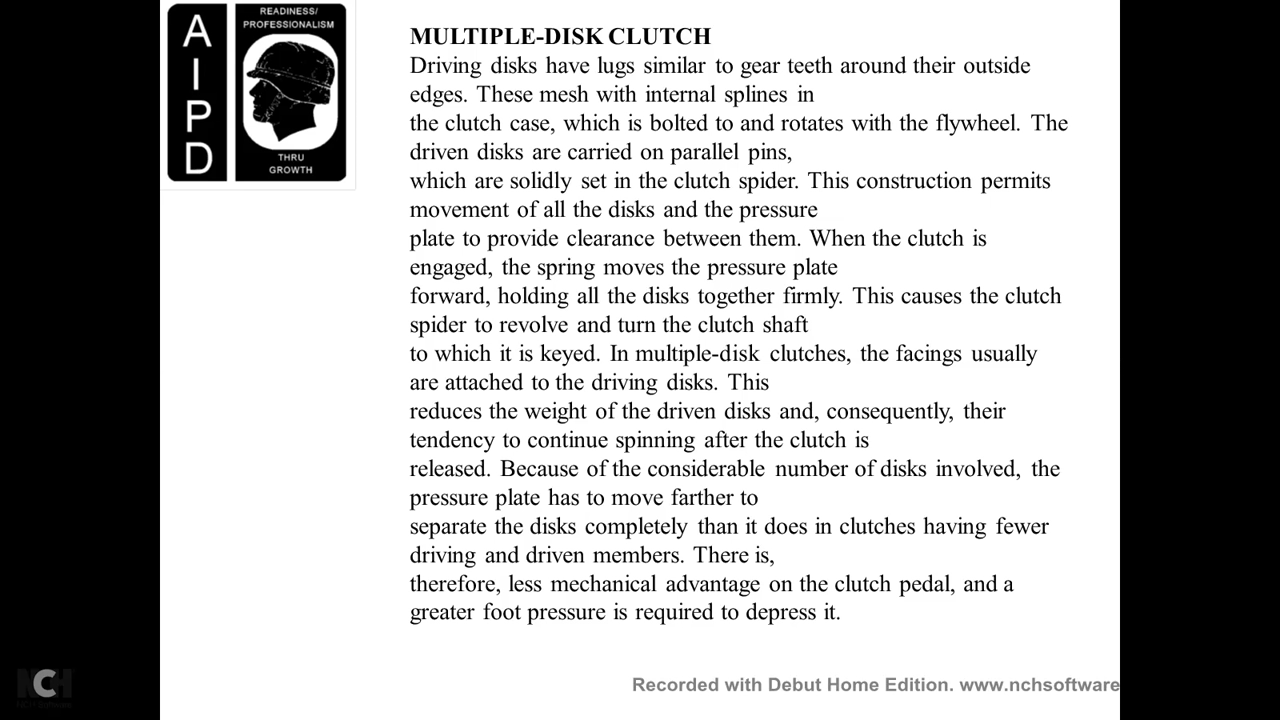 A
I
P
D
READINESS/
PROFESSIONALISM
THRU
GROWTH
MULTIPLE-DISK CLUTCH
Driving disks have lugs similar to gear teeth around their outside
edges. These mesh with internal splines in
the clutch case, which is bolted to and rotates with the flywheel. The
driven disks are carried on parallel pins,
which are solidly set in the clutch spider. This construction permits
movement of all the disks and the pressure
plate to provide clearance between them. When the clutch is
engaged, the spring moves the pressure plate
forward, holding all the disks together firmly. This causes the clutch
spider to revolve and turn the clutch shaft
to which it is keyed. In multiple-disk clutches, the facings usually
are attached to the driving disks. This
reduces the weight of the driven disks and, consequently, their
tendency to continue spinning after the clutch is
released. Because of the considerable number of disks involved, the
pressure plate has to move farther to
separate the disks completely than it does in clutches having fewer
driving and driven members. There is,
therefore, less mechanical advantage on the clutch pedal, and a
greater foot pressure is required to depress it.
NCH
NCH Software
Recorded with Debut Home Edition. www.nchsoftware